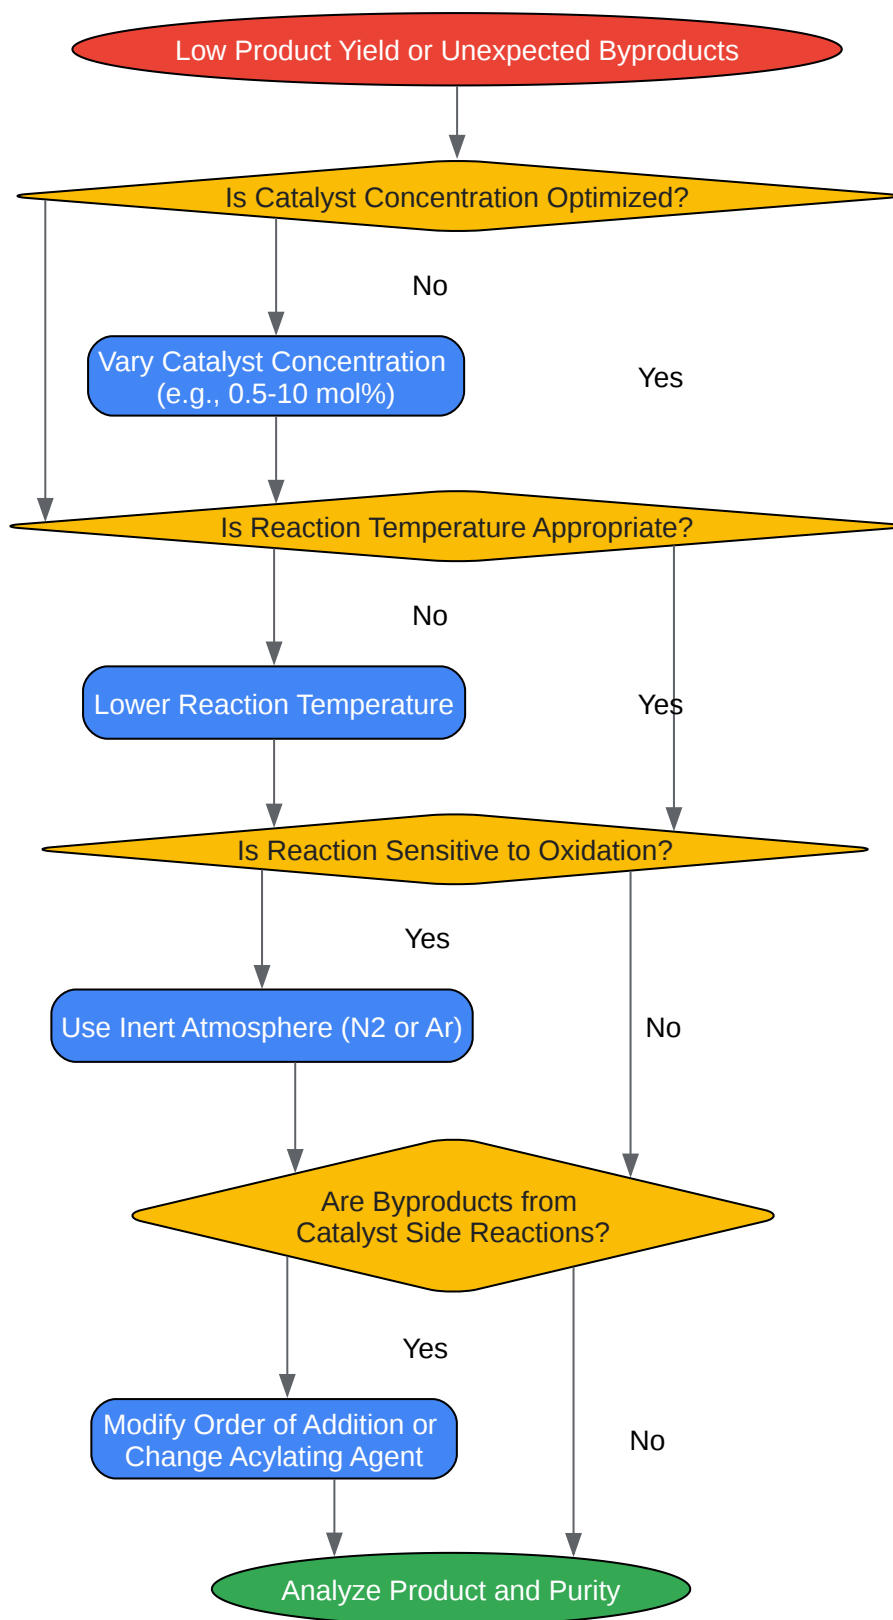 Low Product Yield or Unexpected Byproducts
Is Catalyst Concentration Optimized?
No
Vary Catalyst Concentration
(e.g., 0.5-10 mol%)
Yes
Is Reaction Temperature Appropriate?
No
Lower Reaction Temperature
Yes
Is Reaction Sensitive to Oxidation?
Yes
Use Inert Atmosphere (N2 or Ar)
No
Are Byproducts from
Catalyst Side Reactions?
Yes
Modify Order of Addition or
Change Acylating Agent
No
Analyze Product and Purity